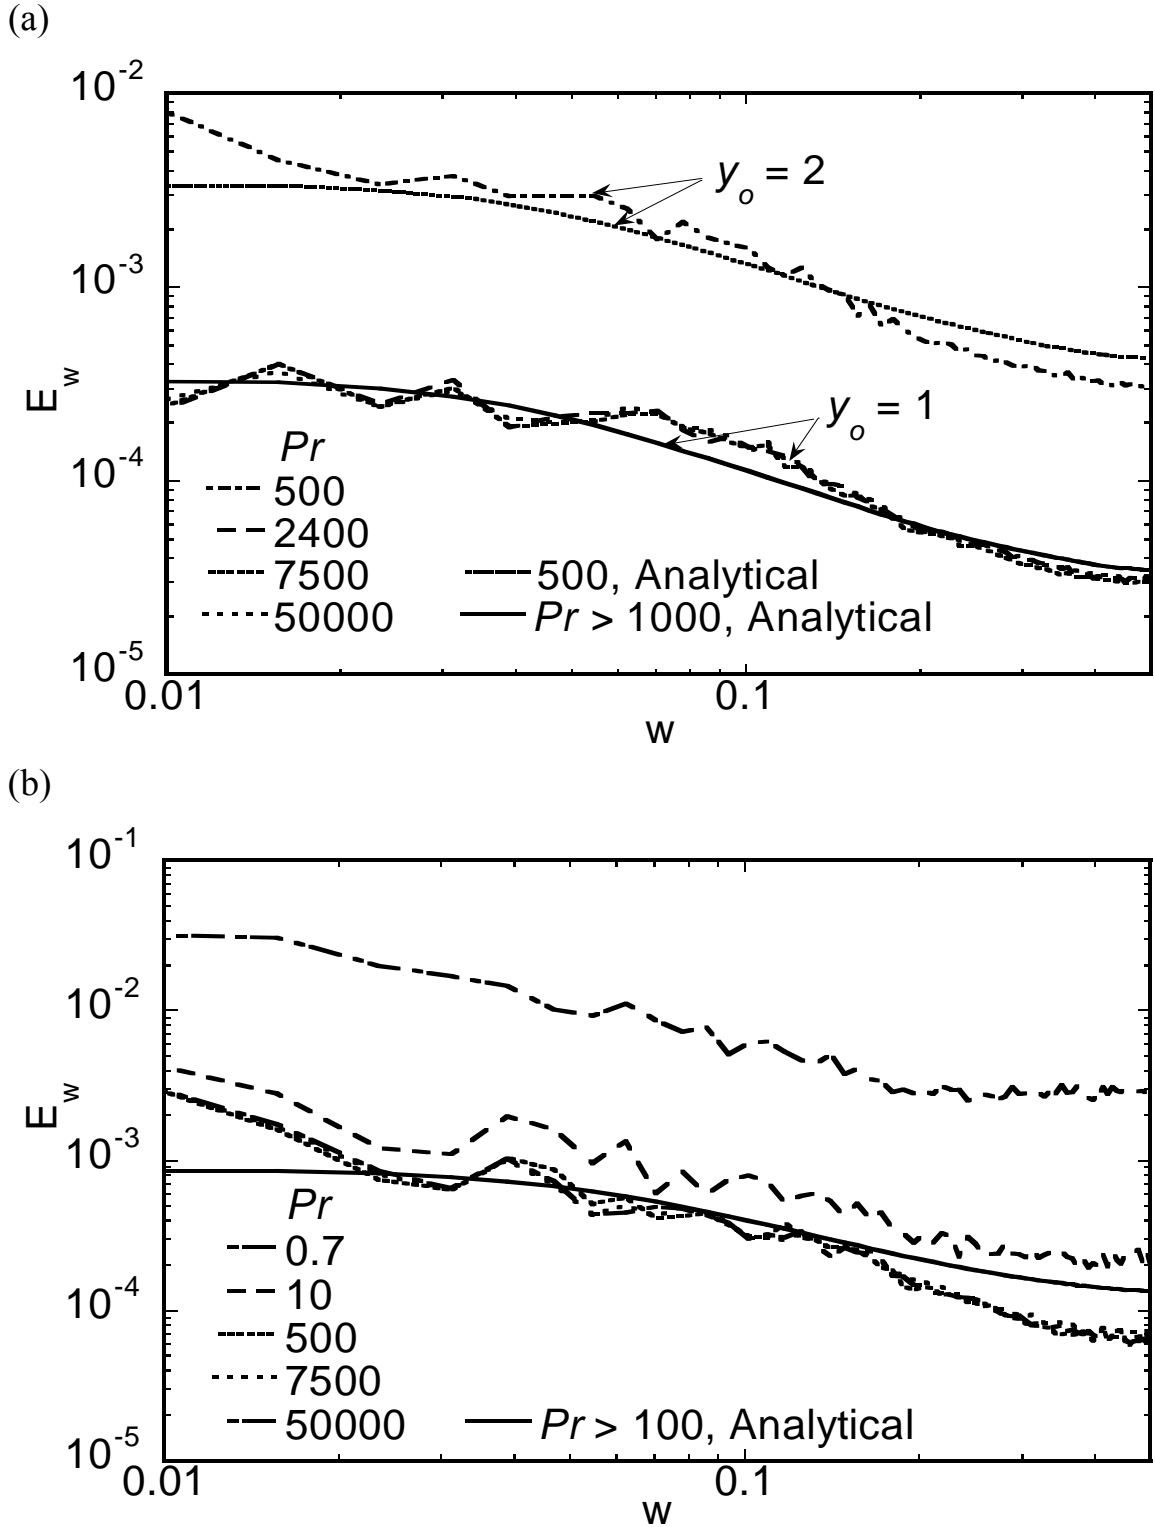 (a)
10-2
y_o = 2
10-3
E_w
y_o = 1
Pr
10-4
500
2400
7500
500, Analytical
50000
Pr > 1000, Analytical
10-5
0.01
0.1
w
(b)
10-1
10-2
E_w
10-3
Pr
0.7
10
10-4
500
7500
50000
Pr > 100, Analytical
10-5
0.01
0.1
w